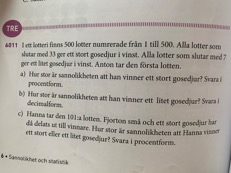 TRE
6011 I ett lotteri finns 500 lotter numrerade från 1 till 500. Alla lotter som
slutar med 33 ger ett stort gosedjur i vinst. Alla lotter som slutar med 7
ger ett litet gosedjur i vinst. Anton tar den första lotten.
a) Hur stor är sannolikheten att han vinner ett stort gosedjur? Svara i
procentform.
b) Hur stor är sannolikheten att han vinner ett litet gosedjur? Svara i
decimalform.
c) Hanna tar den 101:a lotten. Fjorton små och ett stort gosedjur har
då delats ut till vinnare. Hur stor är sannolikheten att Hanna vinner
ett stort eller ett litet gosedjur? Svara i procentform.
6 • Sannolikhet och statistik